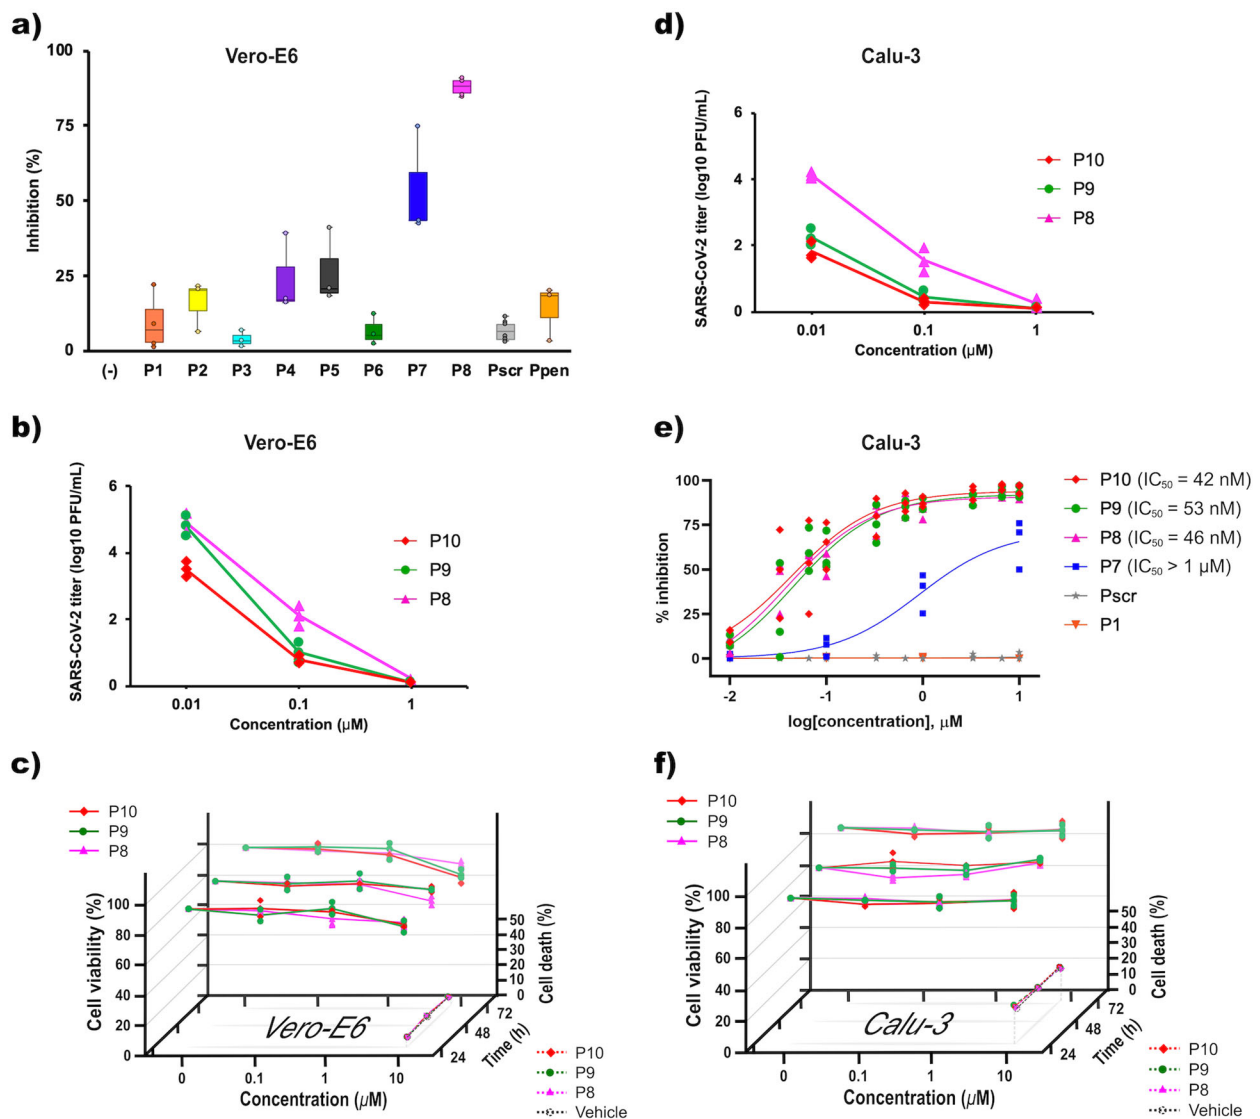 a)
Vero-E6
Inhibition (%)
100
75
50
25
0
(-) P1 P2 P3 P4 P5 P6 P7 P8 Pscr Ppen
d)
Calu-3
SARS-CoV-2 titer (log10 PFU/mL)
6
4
2
0
0.01 0.1 1
Concentration (µM)
P10
P9
P8
b)
Vero-E6
SARS-CoV-2 titer (log10 PFU/mL)
6
4
2
0
0.01 0.1 1
Concentration (µM)
P10
P9
P8
e)
Calu-3
% inhibition
100
75
50
25
0
-2 -1 0 1
log[concentration], µM
P10 (IC50 = 42 nM)
P9 (IC50 = 53 nM)
P8 (IC50 = 46 nM)
P7 (IC50 > 1 µM)
Pscr
P1
c)
P10
P9
P8
Cell viability (%)
100
80
60
40
20
0
Cell death (%)
50
40
30
20
10
0
Vero-E6
72
48
24
Time (h)
0 0.1 1 10
Concentration (µM)
P10
P9
P8
Vehicle
f)
P10
P9
P8
Cell viability (%)
100
80
60
40
20
0
Cell death (%)
50
40
30
20
10
0
Calu-3
72
48
24
Time (h)
0 0.1 1 10
Concentration (µM)
P10
P9
P8
Vehicle